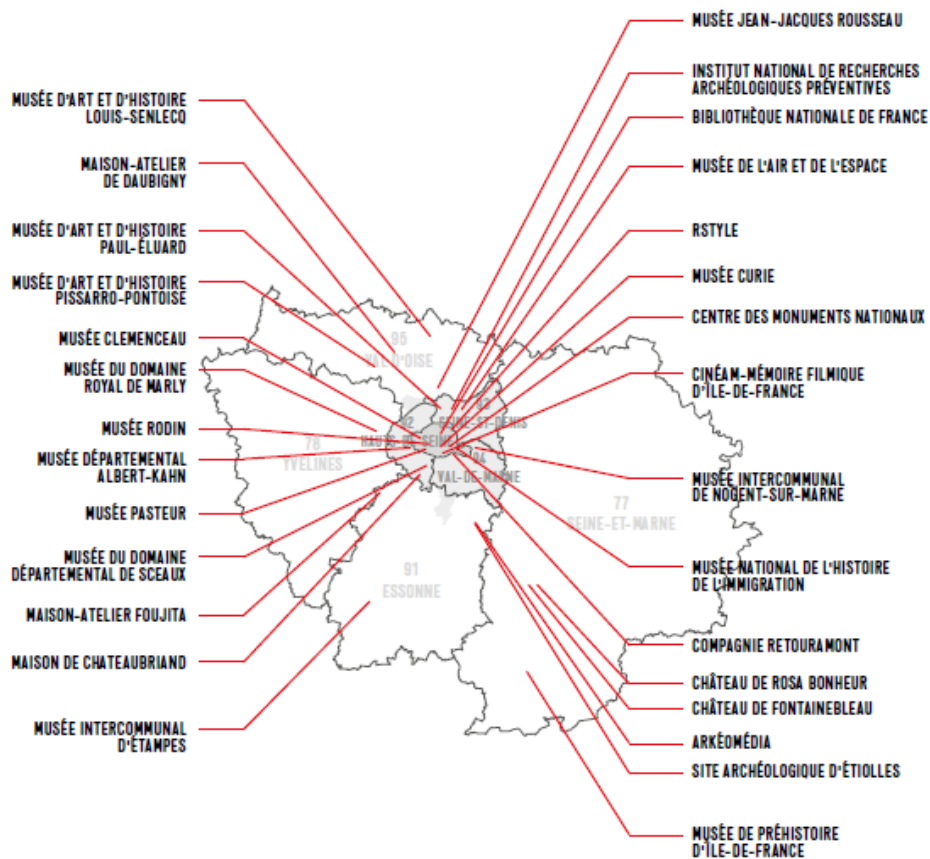 MUSÉE D'ART ET D'HISTOIRE
LOUIS-SENLECQ
MAISON-ATELIER
DE DAUBIGNY
MUSÉE D'ART ET D'HISTOIRE
PAUL-ÉLUARD
MUSÉE D'ART ET D'HISTOIRE
PISSARRO-PONTOISE
MUSÉE CLEMENCEAU
MUSÉE DU DOMAINE
ROYAL DE MARLY
MUSÉE RODIN
MUSÉE DÉPARTEMENTAL
ALBERT-KAHN
MUSÉE PASTEUR
MUSÉE DU DOMAINE
DÉPARTEMENTAL DE SCEAUX
MAISON-ATELIER FOUJITA
MAISON DE CHATEAUBRIAND
MUSÉE INTERCOMMUNAL
D'ÉTAMPES
95
VAL D'OISE
93
SEINE-ST-DENIS
92
HAUTS-DE-SEINE
78
YVELINES
94
VAL-DE-MARNE
77
SEINE-ET-MARNE
91
ESSONNE
MUSÉE JEAN-JACQUES ROUSSEAU
INSTITUT NATIONAL DE RECHERCHES
ARCHÉOLOGIQUES PRÉVENTIVES
BIBLIOTHÈQUE NATIONALE DE FRANCE
MUSÉE DE L'AIR ET DE L'ESPACE
RSTYLE
MUSÉE CURIE
CENTRE DES MONUMENTS NATIONAUX
CINÉAM-MÉMOIRE FILMIQUE
D'ÎLE-DE-FRANCE
MUSÉE INTERCOMMUNAL
DE NOGENT-SUR-MARNE
MUSÉE NATIONAL DE L'HISTOIRE
DE L'IMMIGRATION
COMPAGNIE RETOURAMONT
CHÂTEAU DE ROSA BONHEUR
CHÂTEAU DE FONTAINEBLEAU
ARKÉOMÉDIA
SITE ARCHÉOLOGIQUE D'ÉTIOLLES
MUSÉE DE PRÉHISTOIRE
D'ÎLE-DE-FRANCE